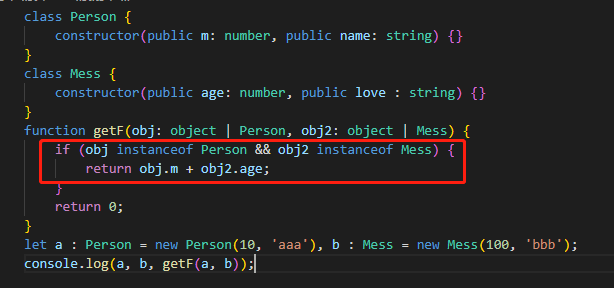 class Person {
    constructor(public m: number, public name: string) {}
}
class Mess {
    constructor(public age: number, public love : string) {}
}
function getF(obj: object | Person, obj2: object | Mess) {
    if (obj instanceof Person && obj2 instanceof Mess) {
        return obj.m + obj2.age;
    }
    return 0;
}
let a : Person = new Person(10, 'aaa'), b : Mess = new Mess(100, 'bbb');
console.log(a, b, getF(a, b));